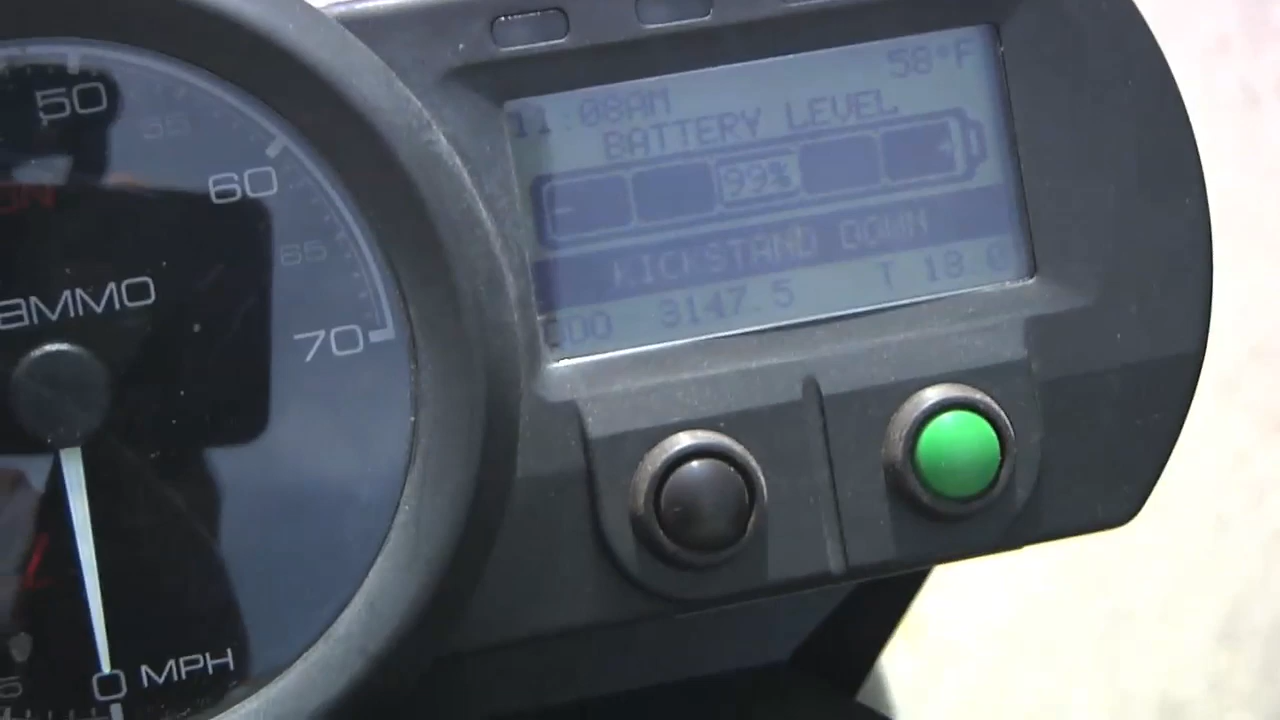 50
60
65
70
aMMO
0 MPH
58°F
11:08AM
BATTERY LEVEL
99%
KICKSTAND DOWN
ODO 3147.5 T 18.0